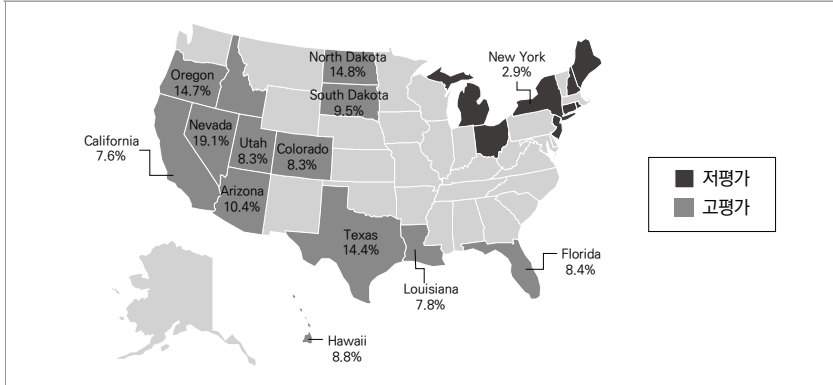 North Dakota
14.8%
New York
2.9%
Oregon
14.7%
South Dakota
9.5%
Nevada
19.1%
California
7.6%
Utah
8.3%
Colorado
8.3%
Arizona
10.4%
저평가
고평가
Texas
14.4%
Florida
8.4%
Louisiana
7.8%
Hawaii
8.8%